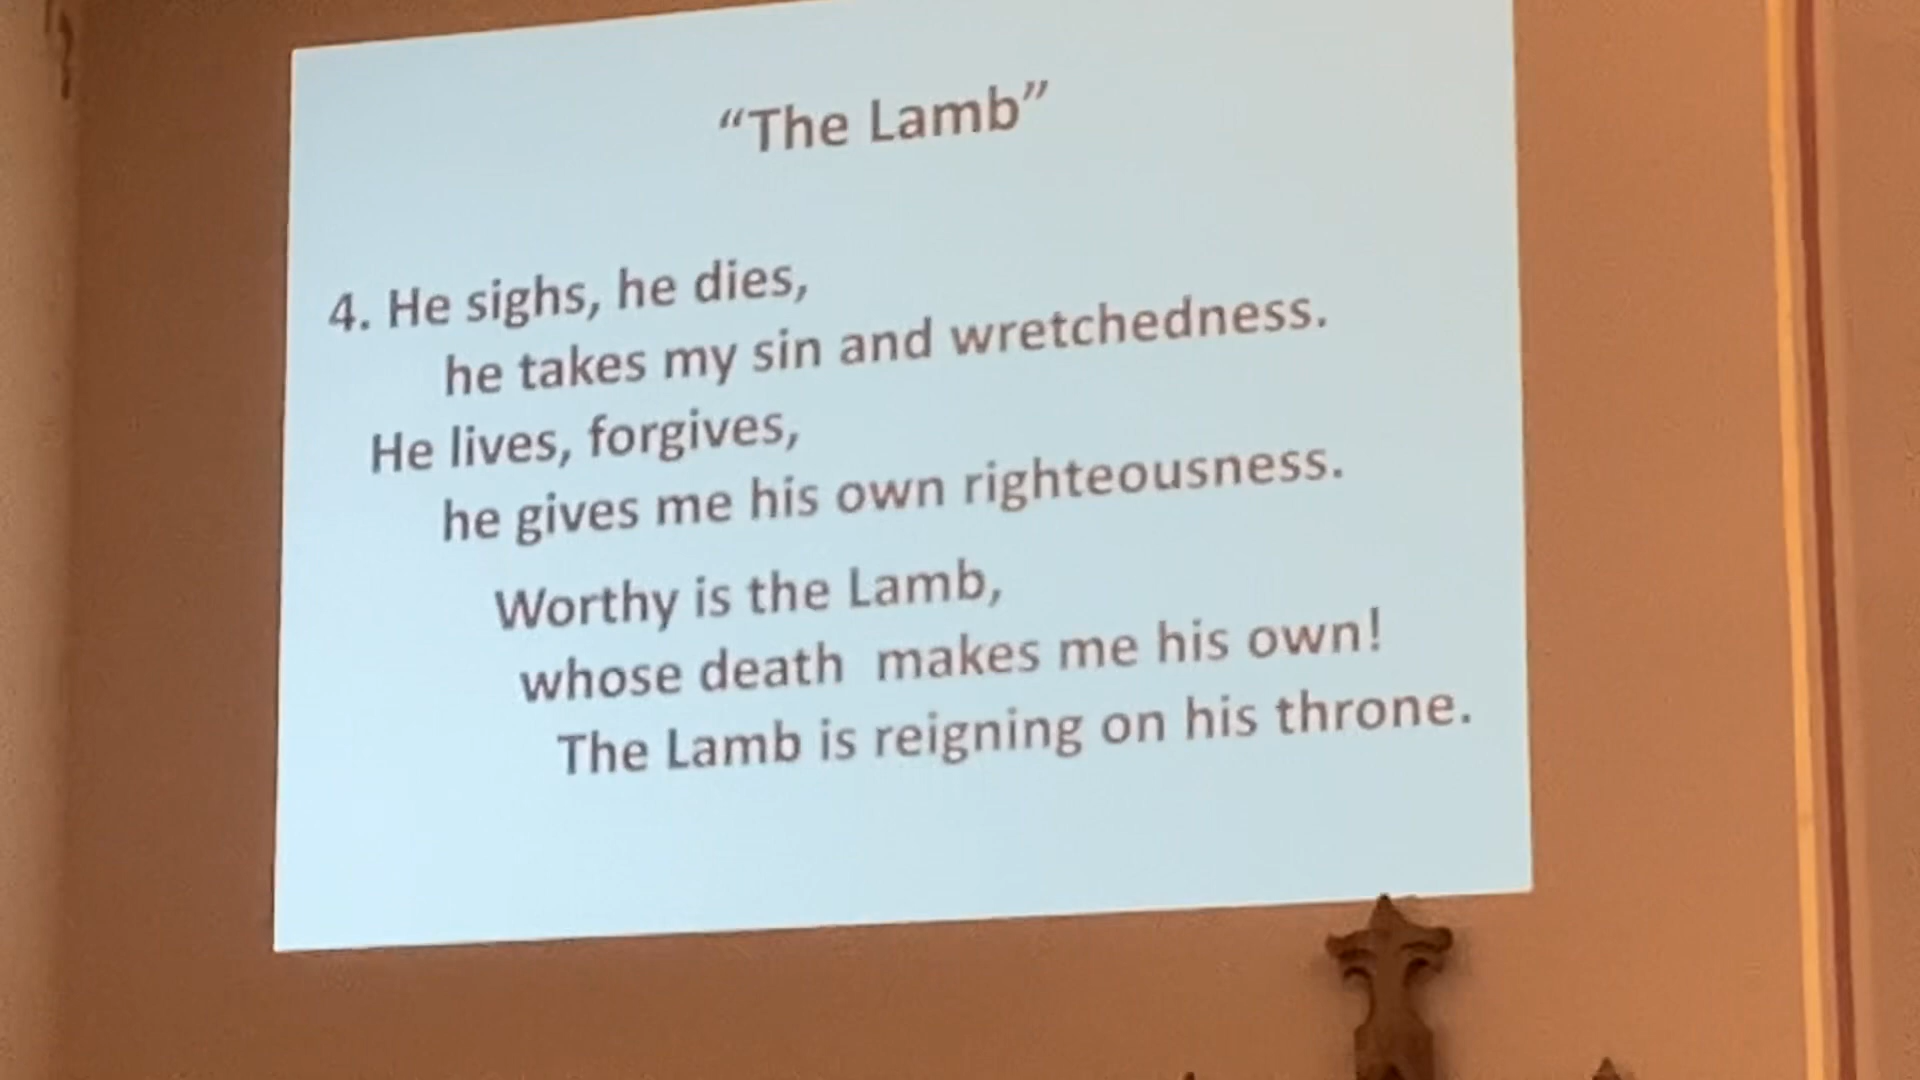 “The Lamb”
4. He sighs, he dies,
he takes my sin and wretchedness.
He lives, forgives,
he gives me his own righteousness.
Worthy is the Lamb,
whose death  makes me his own!
The Lamb is reigning on his throne.